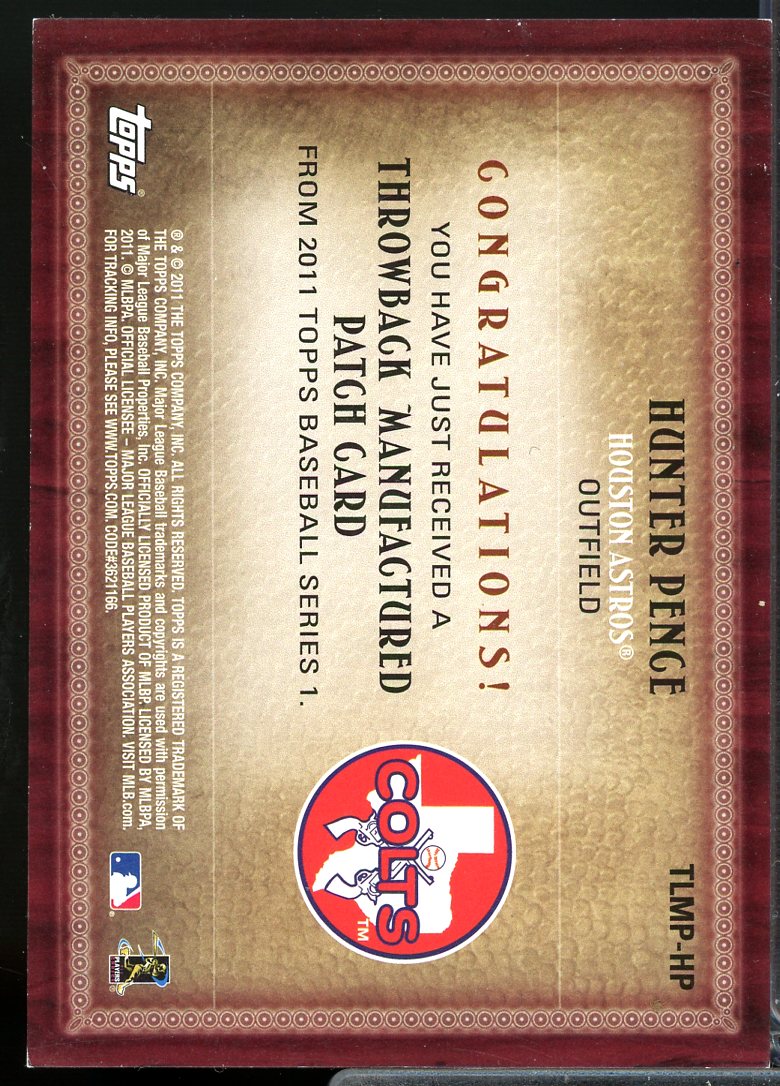 TLMP-HP
HUNTER PENCE
HOUSTON ASTROS®
OUTFIELD
CONGRATULATIONS!
YOU HAVE JUST RECEIVED A
THROWBACK MANUFACTURED
PATCH CARD
FROM 2011 TOPPS BASEBALL SERIES 1.
COLTS
TM
topps®
® & © 2011 THE TOPPS COMPANY, INC. ALL RIGHTS RESERVED. TOPPS IS A REGISTERED TRADEMARK OF
THE TOPPS COMPANY, INC. Major League Baseball trademarks and copyrights are used with permission
of Major League Baseball Properties, Inc. OFFICIALLY LICENSED PRODUCT OF MLBP. LICENSED BY MLBPA,
2011. © MLBPA. OFFICIAL LICENSEE – MAJOR LEAGUE BASEBALL PLAYERS ASSOCIATION. VISIT MLB.com.
FOR TRACKING INFO, PLEASE SEE WWW.TOPPS.COM. CODE#3621166.
PLAYERS